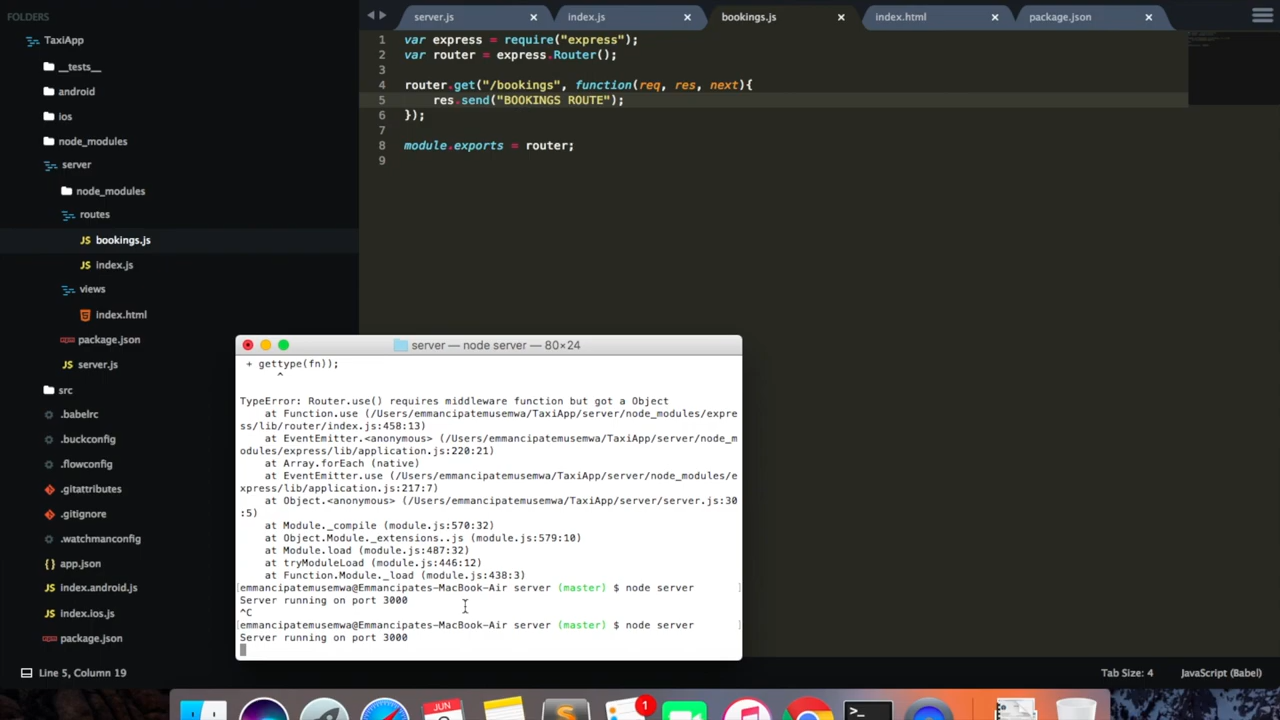 FOLDERS
TaxiApp
__tests__
android
ios
node_modules
server
node_modules
routes
JS bookings.js
JS index.js
views
index.html
package.json
JS server.js
src
.babelrc
.buckconfig
.flowconfig
.gitattributes
.gitignore
.watchmanconfig
app.json
JS index.android.js
JS index.ios.js
package.json
server.js
index.js
bookings.js
index.html
package.json
1 var express = require("express");
2 var router = express.Router();
3
4 router.get("/bookings", function(req, res, next){
5 res.send("BOOKINGS ROUTE");
6 });
7
8 module.exports = router;
9
server — node server — 80×24
+ gettype(fn));
^
TypeError: Router.use() requires middleware function but got a Object
at Function.use (/Users/emmancipatemusemwa/TaxiApp/server/node_modules/expre
ss/lib/router/index.js:458:13)
at EventEmitter.<anonymous> (/Users/emmancipatemusemwa/TaxiApp/server/node_m
odules/express/lib/application.js:220:21)
at Array.forEach (native)
at EventEmitter.use (/Users/emmancipatemusemwa/TaxiApp/server/node_modules/e
xpress/lib/application.js:217:7)
at Object.<anonymous> (/Users/emmancipatemusemwa/TaxiApp/server/server.js:30
:5)
at Module._compile (module.js:570:32)
at Object.Module._extensions..js (module.js:579:10)
at Module.load (module.js:487:32)
at tryModuleLoad (module.js:446:12)
at Function.Module._load (module.js:438:3)
[emmancipatemusemwa@Emmancipates-MacBook-Air server (master) $ node server ]
Server running on port 3000
^C
[emmancipatemusemwa@Emmancipates-MacBook-Air server (master) $ node server ]
Server running on port 3000
Line 5, Column 19
Tab Size: 4
JavaScript (Babel)
JUN
1